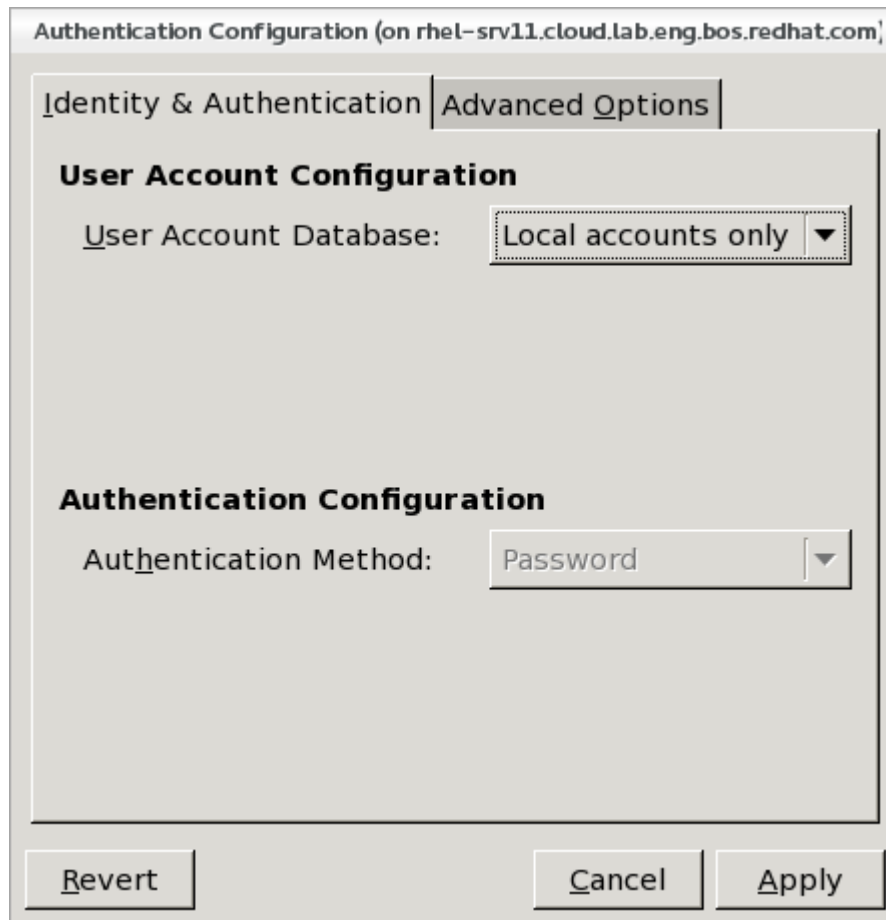 Authentication Configuration (on rhel-srv11.cloud.lab.eng.bos.redhat.com)
Identity & Authentication Advanced Options
User Account Configuration
User Account Database: Local accounts only
Authentication Configuration
Authentication Method: Password
Revert Cancel Apply